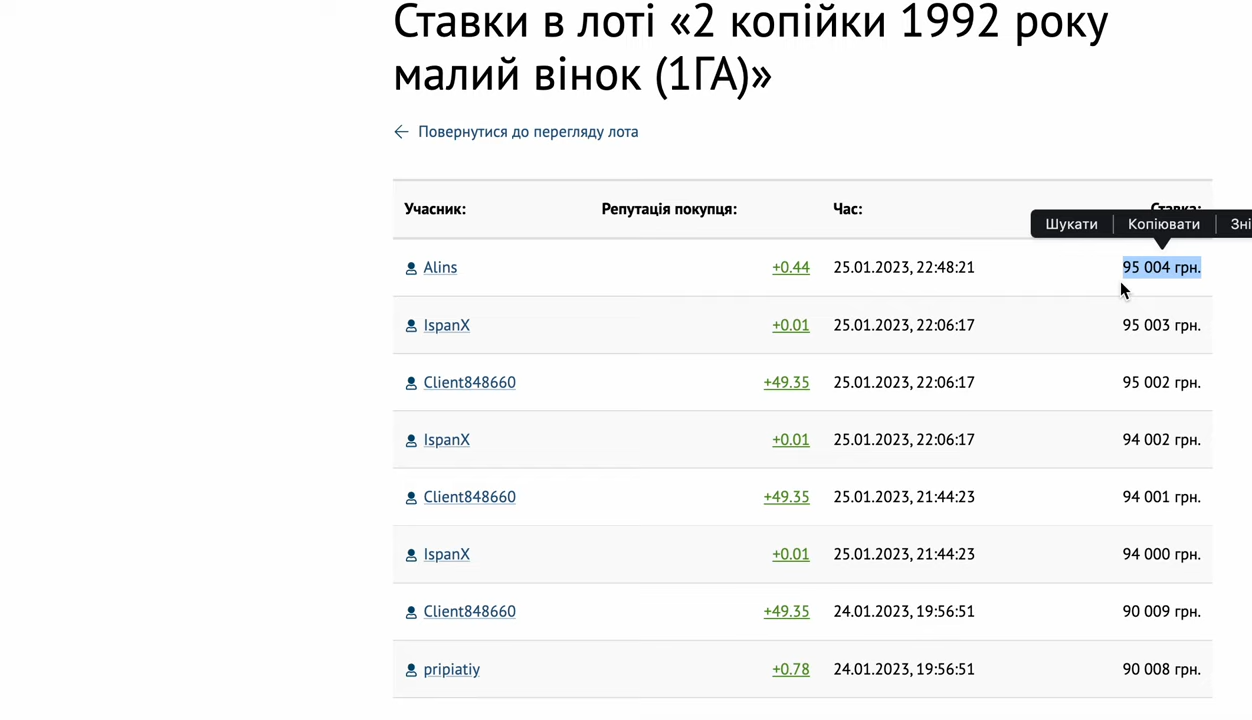 Ставки в лоті «2 копійки 1992 року
малий вінок (1ГА)»
Повернутися до перегляду лота
Учасник: Репутація покупця: Час: Ставка:
Шукати Копіювати Зні
Alins +0.44 25.01.2023, 22:48:21 95 004 грн.
IspanX +0.01 25.01.2023, 22:06:17 95 003 грн.
Client848660 +49.35 25.01.2023, 22:06:17 95 002 грн.
IspanX +0.01 25.01.2023, 22:06:17 94 002 грн.
Client848660 +49.35 25.01.2023, 21:44:23 94 001 грн.
IspanX +0.01 25.01.2023, 21:44:23 94 000 грн.
Client848660 +49.35 24.01.2023, 19:56:51 90 009 грн.
pripiatiy +0.78 24.01.2023, 19:56:51 90 008 грн.